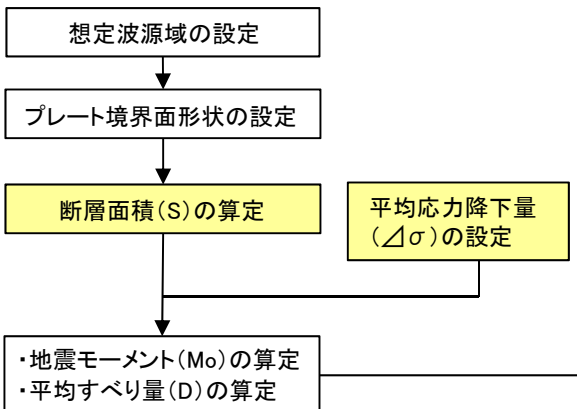 想定波源域の設定
プレート境界面形状の設定
断層面積(S)の算定
平均応力降下量
(⊿σ)の設定
・地震モーメント(Mo)の算定
・平均すべり量(D)の算定